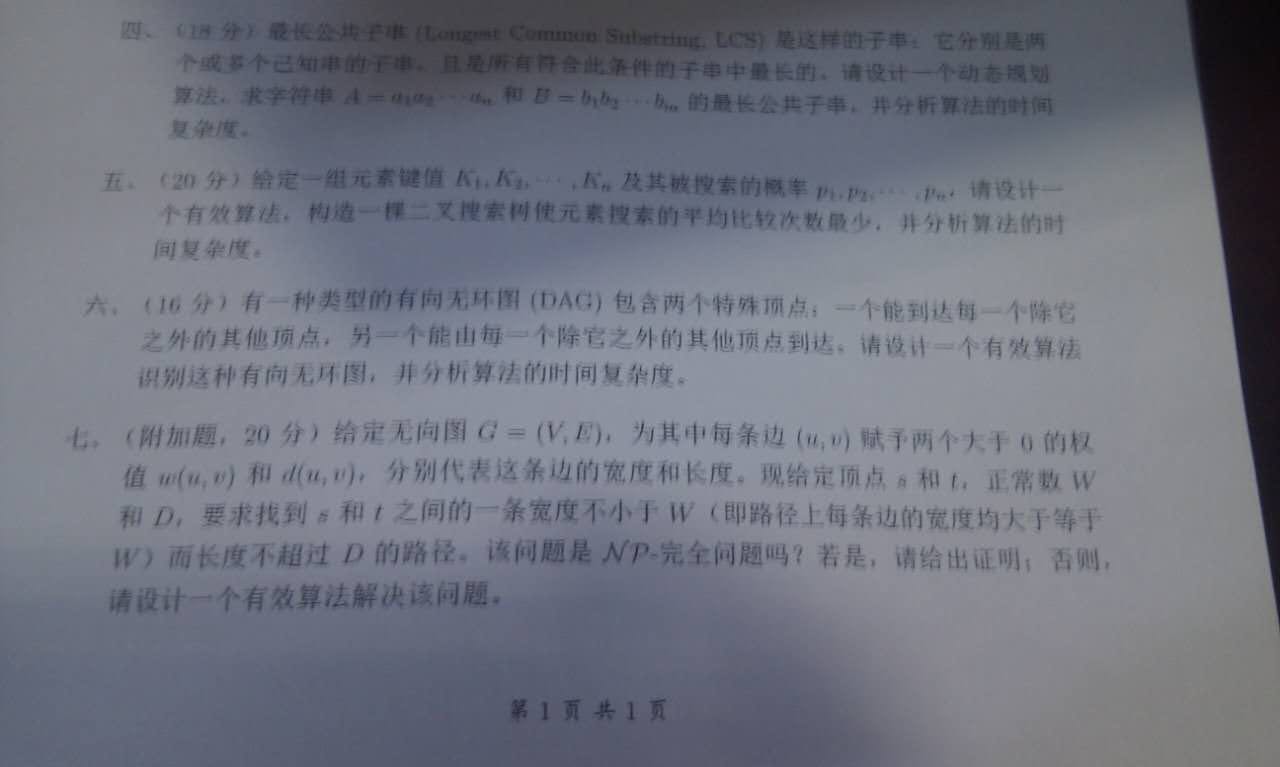 四、(18 分) 最长公共子串 (Longest Common Substring, LCS) 是这样的子串：它分别是两
个或多个已知串的子串，且是所有符合此条件的子串中最长的。请设计一个动态规划
算法，求字符串 A = a₁a₂⋯aₙ 和 B = b₁b₂⋯bₘ 的最长公共子串，并分析算法的时间
复杂度。
五、(20 分) 给定一组元素键值 K₁, K₂, ⋯, Kₙ 及其被搜索的概率 p₁, p₂, ⋯, pₙ，请设计一
个有效算法，构造一棵二叉搜索树使元素搜索的平均比较次数最少，并分析算法的时
间复杂度。
六、(16 分) 有一种类型的有向无环图 (DAG) 包含两个特殊顶点：一个能到达每一个除它
之外的其他顶点，另一个能由每一个除它之外的其他顶点到达。请设计一个有效算法
识别这种有向无环图，并分析算法的时间复杂度。
七、(附加题，20 分) 给定无向图 G = (V, E)，为其中每条边 (u, v) 赋予两个大于 0 的权
值 w(u, v) 和 d(u, v)，分别代表这条边的宽度和长度。现给定顶点 s 和 t，正常数 W
和 D，要求找到 s 和 t 之间的一条宽度不小于 W（即路径上每条边的宽度均大于等于
W）而长度不超过 D 的路径。该问题是 NP-完全问题吗？若是，请给出证明；否则，
请设计一个有效算法解决该问题。
第 1 页 共 1 页